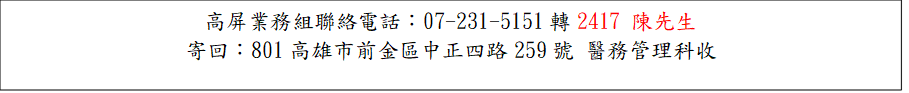 高屏業務組聯絡電話：07-231-5151 轉 2417 陳先生
寄回：801 高雄市前金區中正四路 259 號 醫務管理科收